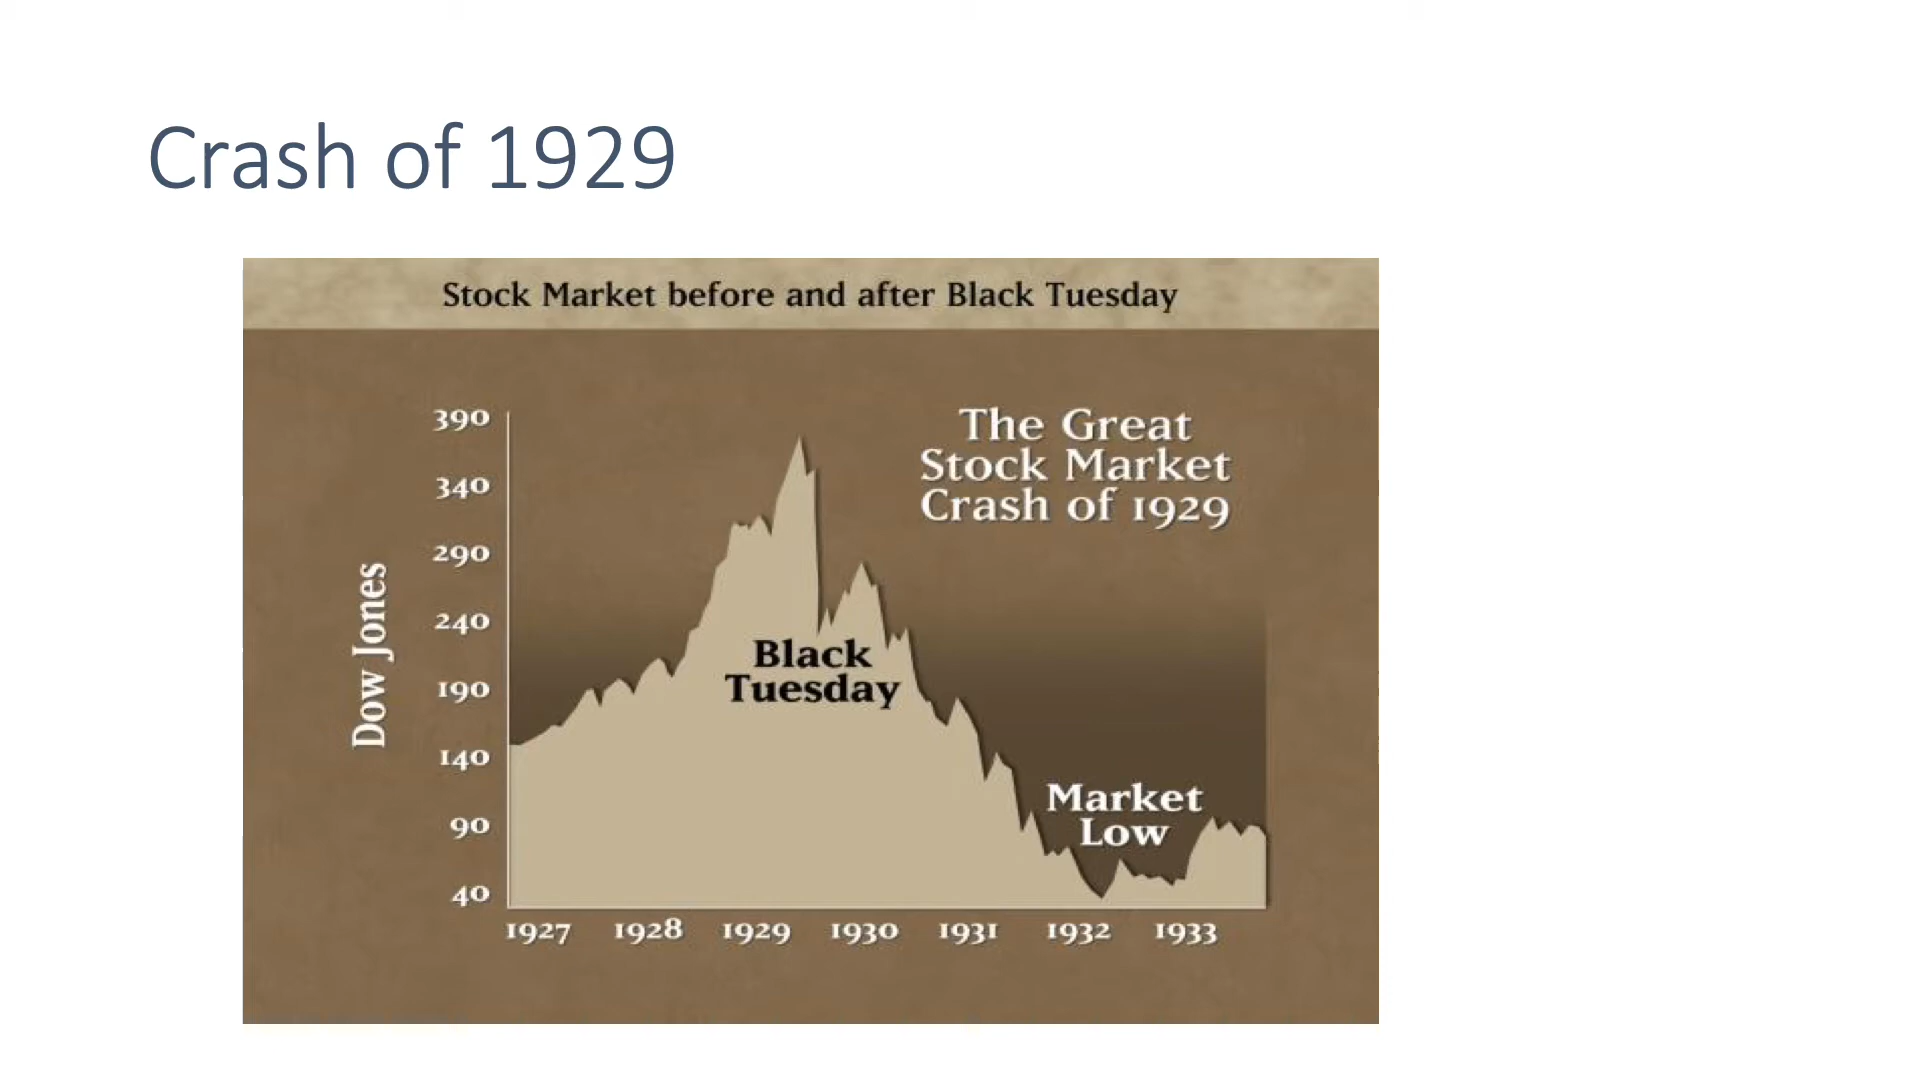 Crash of 1929
Stock Market before and after Black Tuesday
The Great
Stock Market
Crash of 1929
Dow Jones
390
340
290
240
190
140
90
40
Black
Tuesday
Market
Low
1927 1928 1929 1930 1931 1932 1933